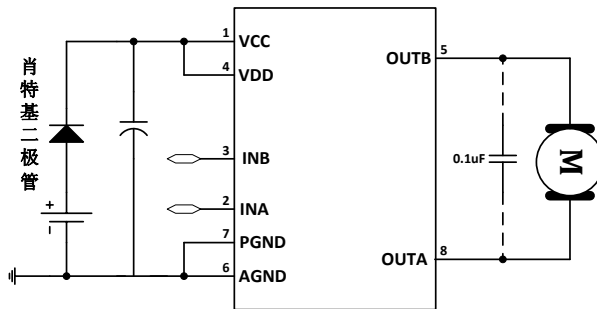 肖特基二极管
+
-
1
VCC
4
VDD
3
INB
2
INA
7
PGND
6
AGND
5
OUTB
8
OUTA
0.1uF
M